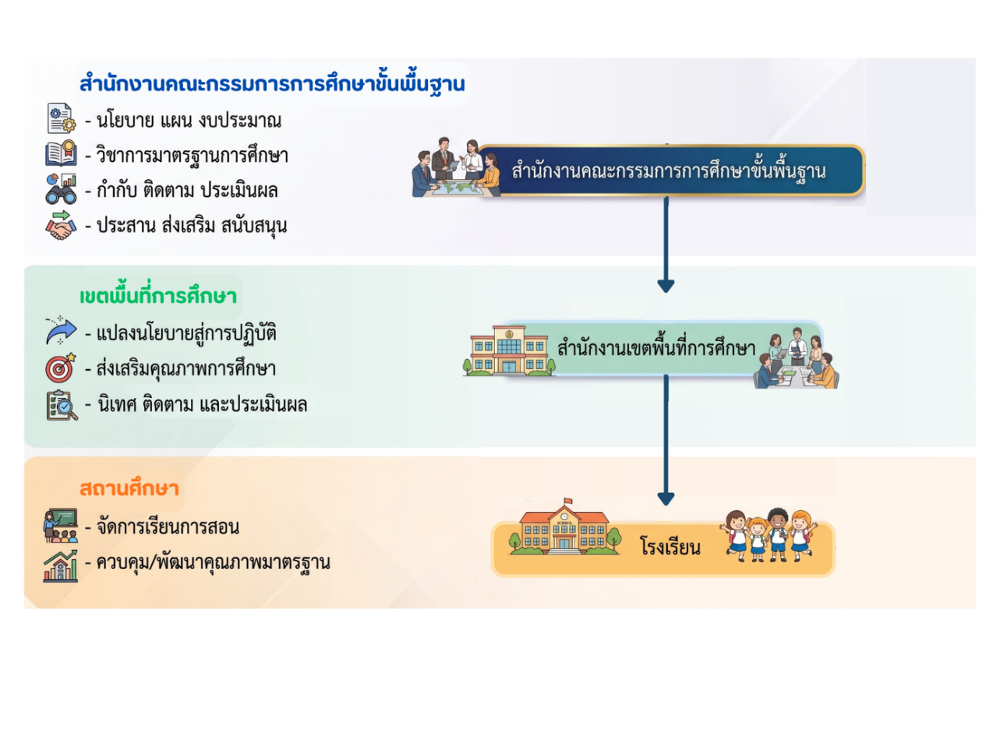 สำนักงานคณะกรรมการการศึกษาขั้นพื้นฐาน
- นโยบาย แผน งบประมาณ
- วิชาการมาตรฐานการศึกษา
- กำกับ ติดตาม ประเมินผล
- ประสาน ส่งเสริม สนับสนุน
สำนักงานคณะกรรมการการศึกษาขั้นพื้นฐาน
เขตพื้นที่การศึกษา
- แปลงนโยบายสู่การปฏิบัติ
- ส่งเสริมคุณภาพการศึกษา
- นิเทศ ติดตาม และประเมินผล
สำนักงานเขตพื้นที่การศึกษา
สถานศึกษา
- จัดการเรียนการสอน
- ควบคุม/พัฒนาคุณภาพมาตรฐาน
SCHOOL
โรงเรียน